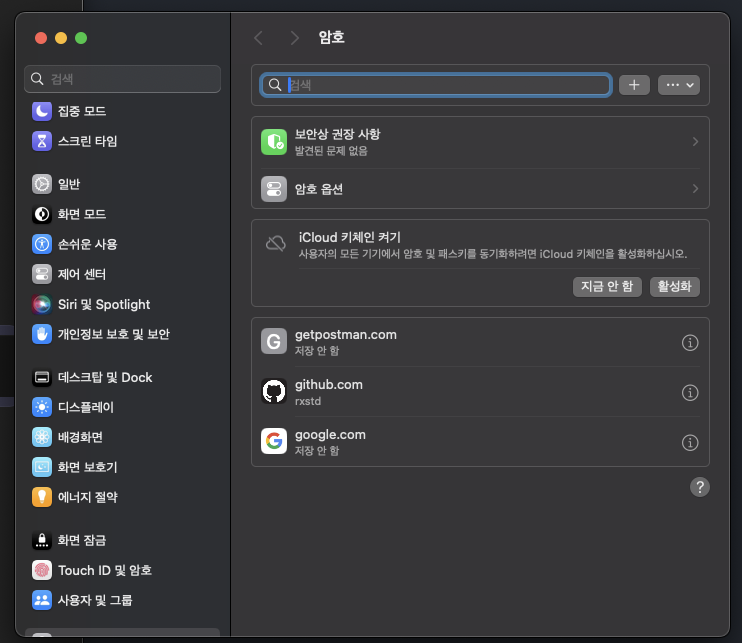 검색
집중 모드
스크린 타임
일반
화면 모드
손쉬운 사용
제어 센터
Siri 및 Spotlight
개인정보 보호 및 보안
데스크탑 및 Dock
디스플레이
배경화면
화면 보호기
에너지 절약
화면 잠금
Touch ID 및 암호
사용자 및 그룹
암호
검색
보안상 권장 사항
발견된 문제 없음
암호 옵션
iCloud 키체인 켜기
사용자의 모든 기기에서 암호 및 패스키를 동기화하려면 iCloud 키체인을 활성화하십시오.
지금 안 함
활성화
G
getpostman.com
저장 안 함
github.com
rxstd
G
google.com
저장 안 함
?